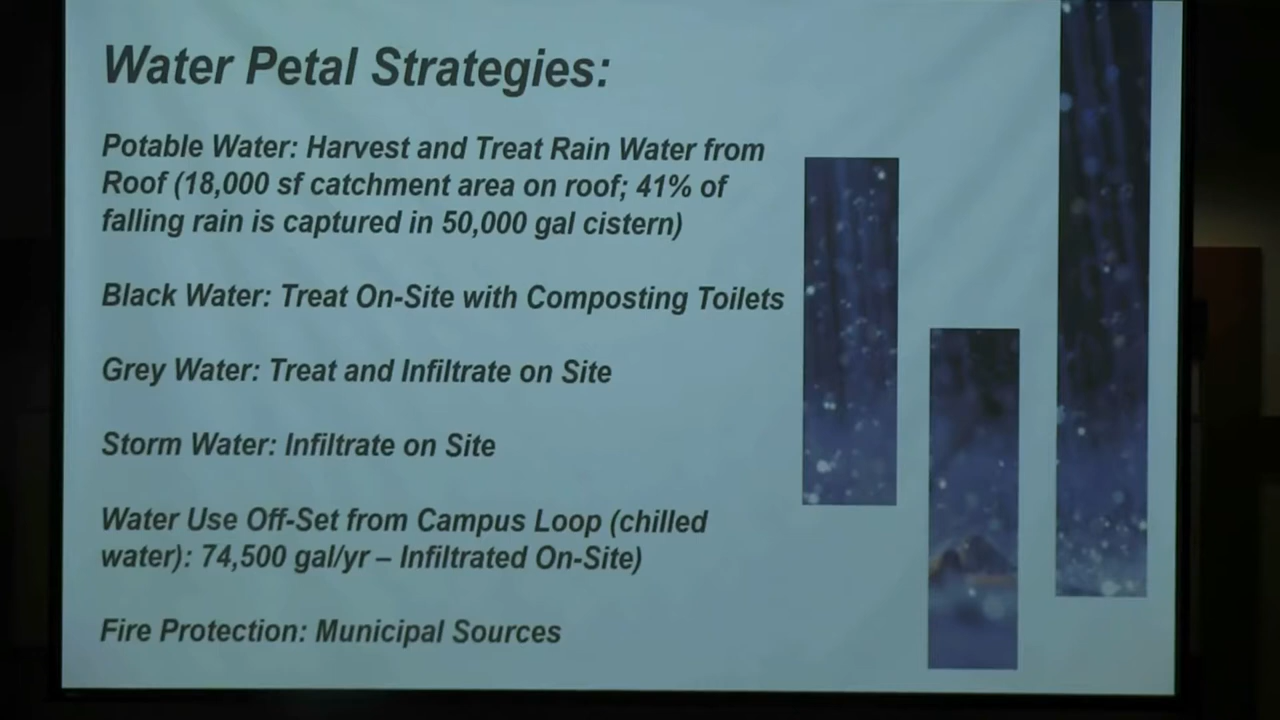 Water Petal Strategies:
Potable Water: Harvest and Treat Rain Water from
Roof (18,000 sf catchment area on roof; 41% of
falling rain is captured in 50,000 gal cistern)
Black Water: Treat On-Site with Composting Toilets
Grey Water: Treat and Infiltrate on Site
Storm Water: Infiltrate on Site
Water Use Off-Set from Campus Loop (chilled
water): 74,500 gal/yr – Infiltrated On-Site)
Fire Protection: Municipal Sources